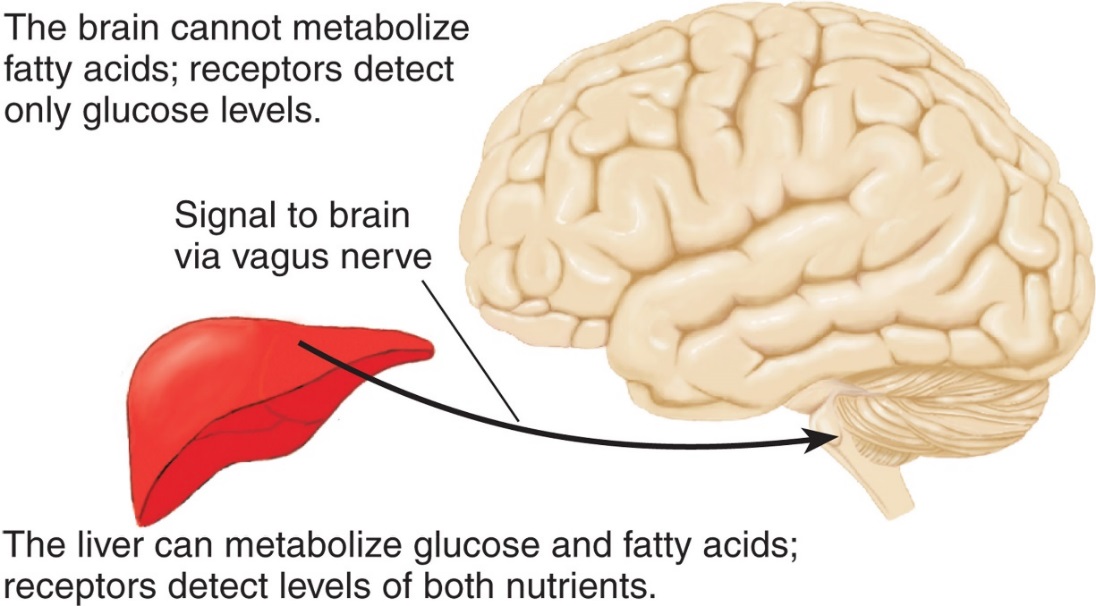 The brain cannot metabolize
fatty acids; receptors detect
only glucose levels.
Signal to brain
via vagus nerve
The liver can metabolize glucose and fatty acids;
receptors detect levels of both nutrients.